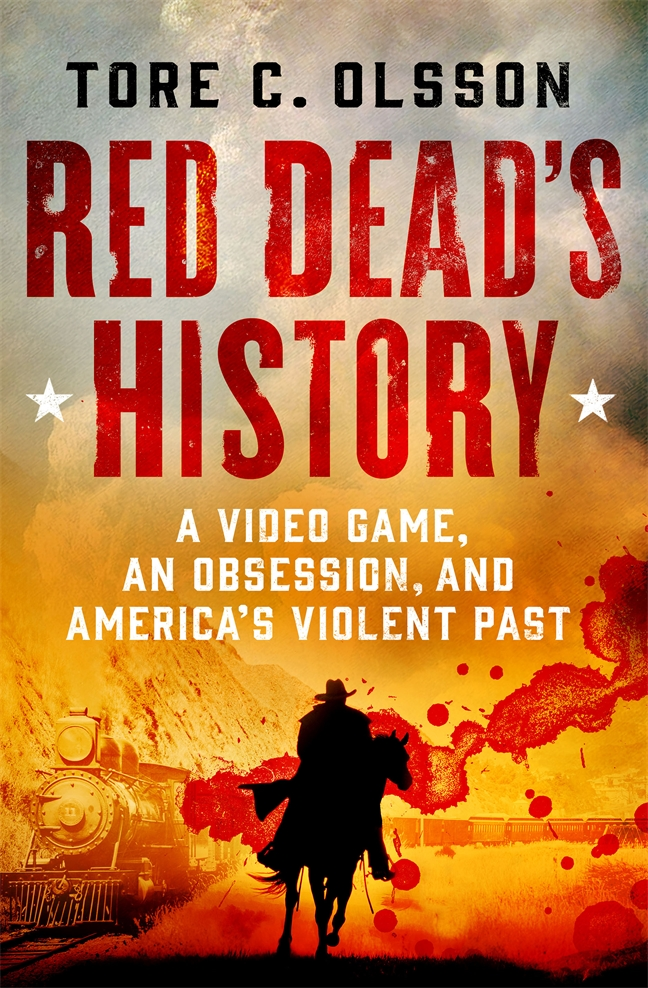 TORE C. OLSSON
RED DEAD'S
HISTORY
A VIDEO GAME,
AN OBSESSION, AND
AMERICA'S VIOLENT PAST